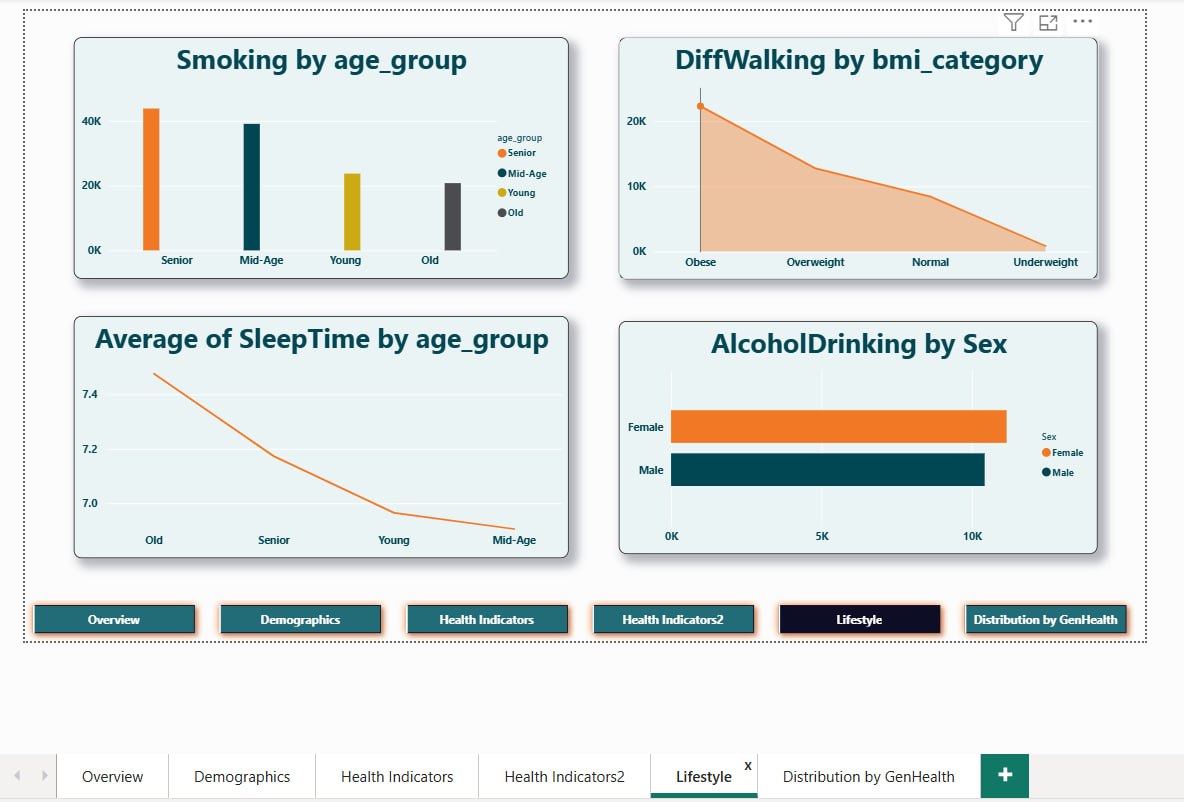 Smoking by age_group
40K
20K
0K
Senior
Mid-Age
Young
Old
age_group
Senior
Mid-Age
Young
Old
DiffWalking by bmi_category
20K
10K
0K
Obese
Overweight
Normal
Underweight
Average of SleepTime by age_group
7.4
7.2
7.0
Old
Senior
Young
Mid-Age
AlcoholDrinking by Sex
Female
Male
0K
5K
10K
Sex
Female
Male
Overview
Demographics
Health Indicators
Health Indicators2
Lifestyle
Distribution by GenHealth
Overview
Demographics
Health Indicators
Health Indicators2
Lifestyle
x
Distribution by GenHealth
+